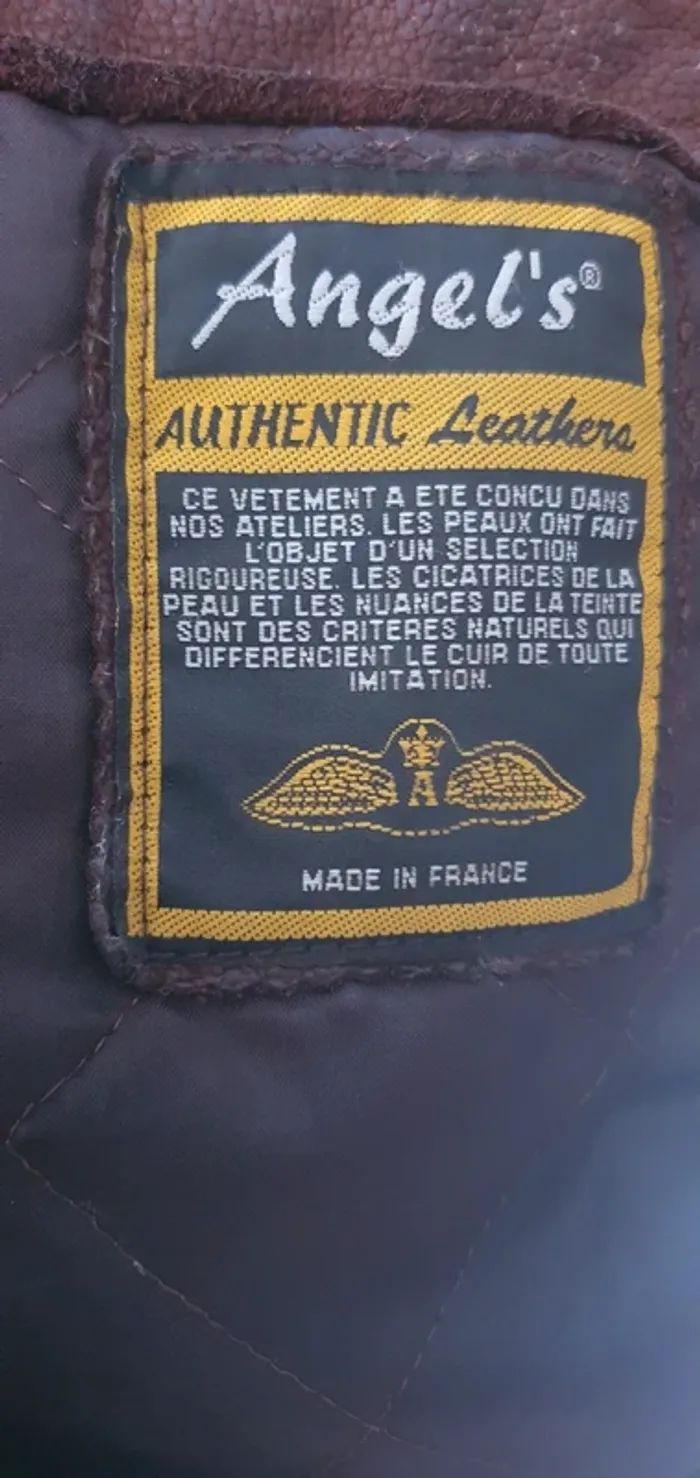 Angel's®
AUTHENTIC Leathers
CE VETEMENT A ETE CONCU DANS
NOS ATELIERS. LES PEAUX ONT FAIT
L'OBJET D'UN SELECTION
RIGOUREUSE. LES CICATRICES DE LA
PEAU ET LES NUANCES DE LA TEINTE
SONT DES CRITERES NATURELS QUI
DIFFERENCIENT LE CUIR DE TOUTE
IMITATION.
A
MADE IN FRANCE